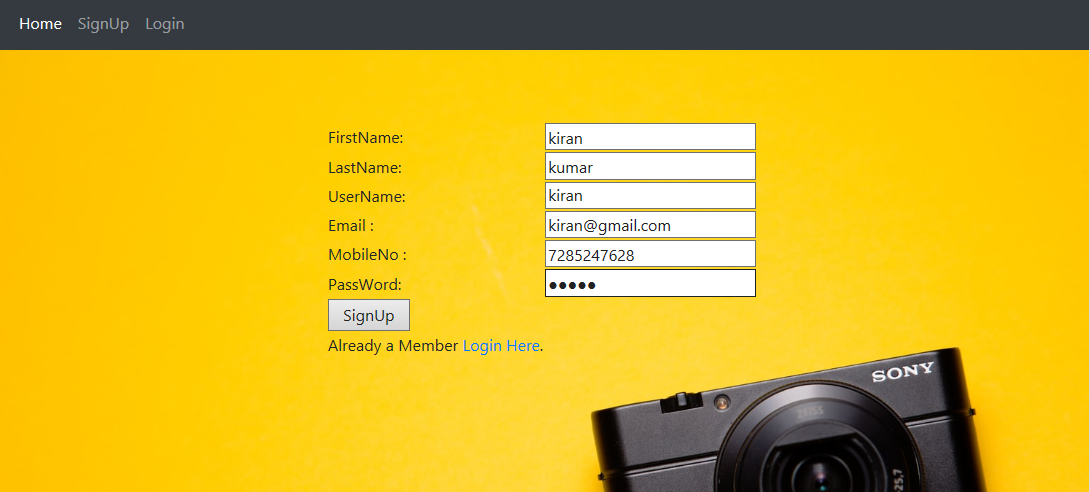 Home SignUp Login
FirstName: kiran
LastName: kumar
UserName: kiran
Email : kiran@gmail.com
MobileNo : 7285247628
PassWord: ●●●●●
SignUp
Already a Member Login Here.
SONY
ZEISS
25,7